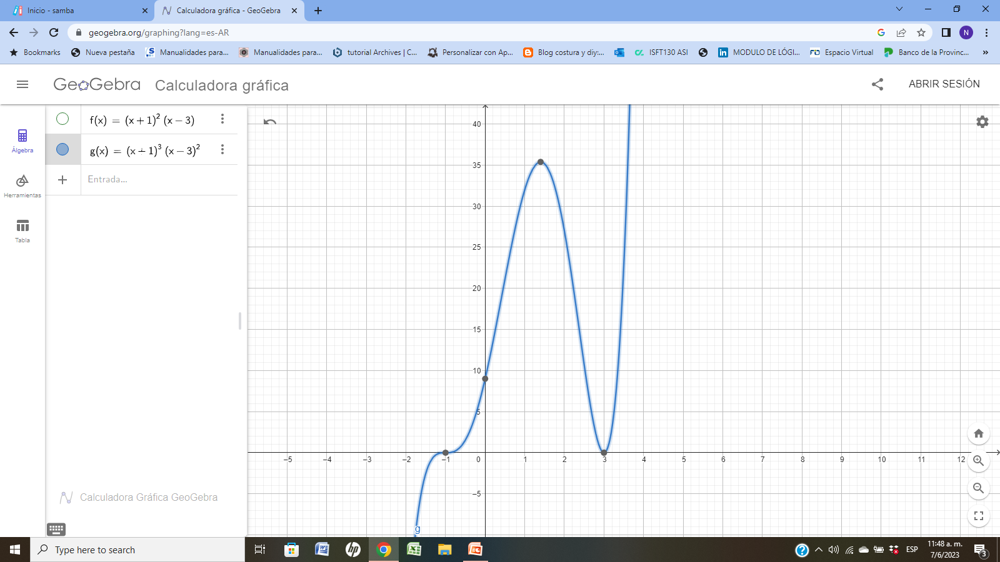 Inicio - samba
Calculadora gráfica - GeoGebra
geogebra.org/graphing?lang=es-AR
G
N
Bookmarks
Nueva pestaña
Manualidades para...
Manualidades para...
tutorial Archives | C...
Personalizar con Ap...
Blog costura y diy:...
ISFT130 ASI
MODULO DE LÓGI...
Espacio Virtual
Banco de la Provinc...
»
GeoGebra
Calculadora gráfica
ABRIR SESIÓN
Álgebra
Herramientas
Tabla
f(x) = (x + 1)² (x – 3)
g(x) = (x + 1)³ (x – 3)²
Entrada...
Calculadora Gráfica GeoGebra
40
35
30
25
20
15
10
5
–5
–5 –4 –3 –2 –1 0 1 2 3 4 5 6 7 8 9 10 11 12
g
Type here to search
hp
ESP
11:48 a. m.
7/6/2023
3